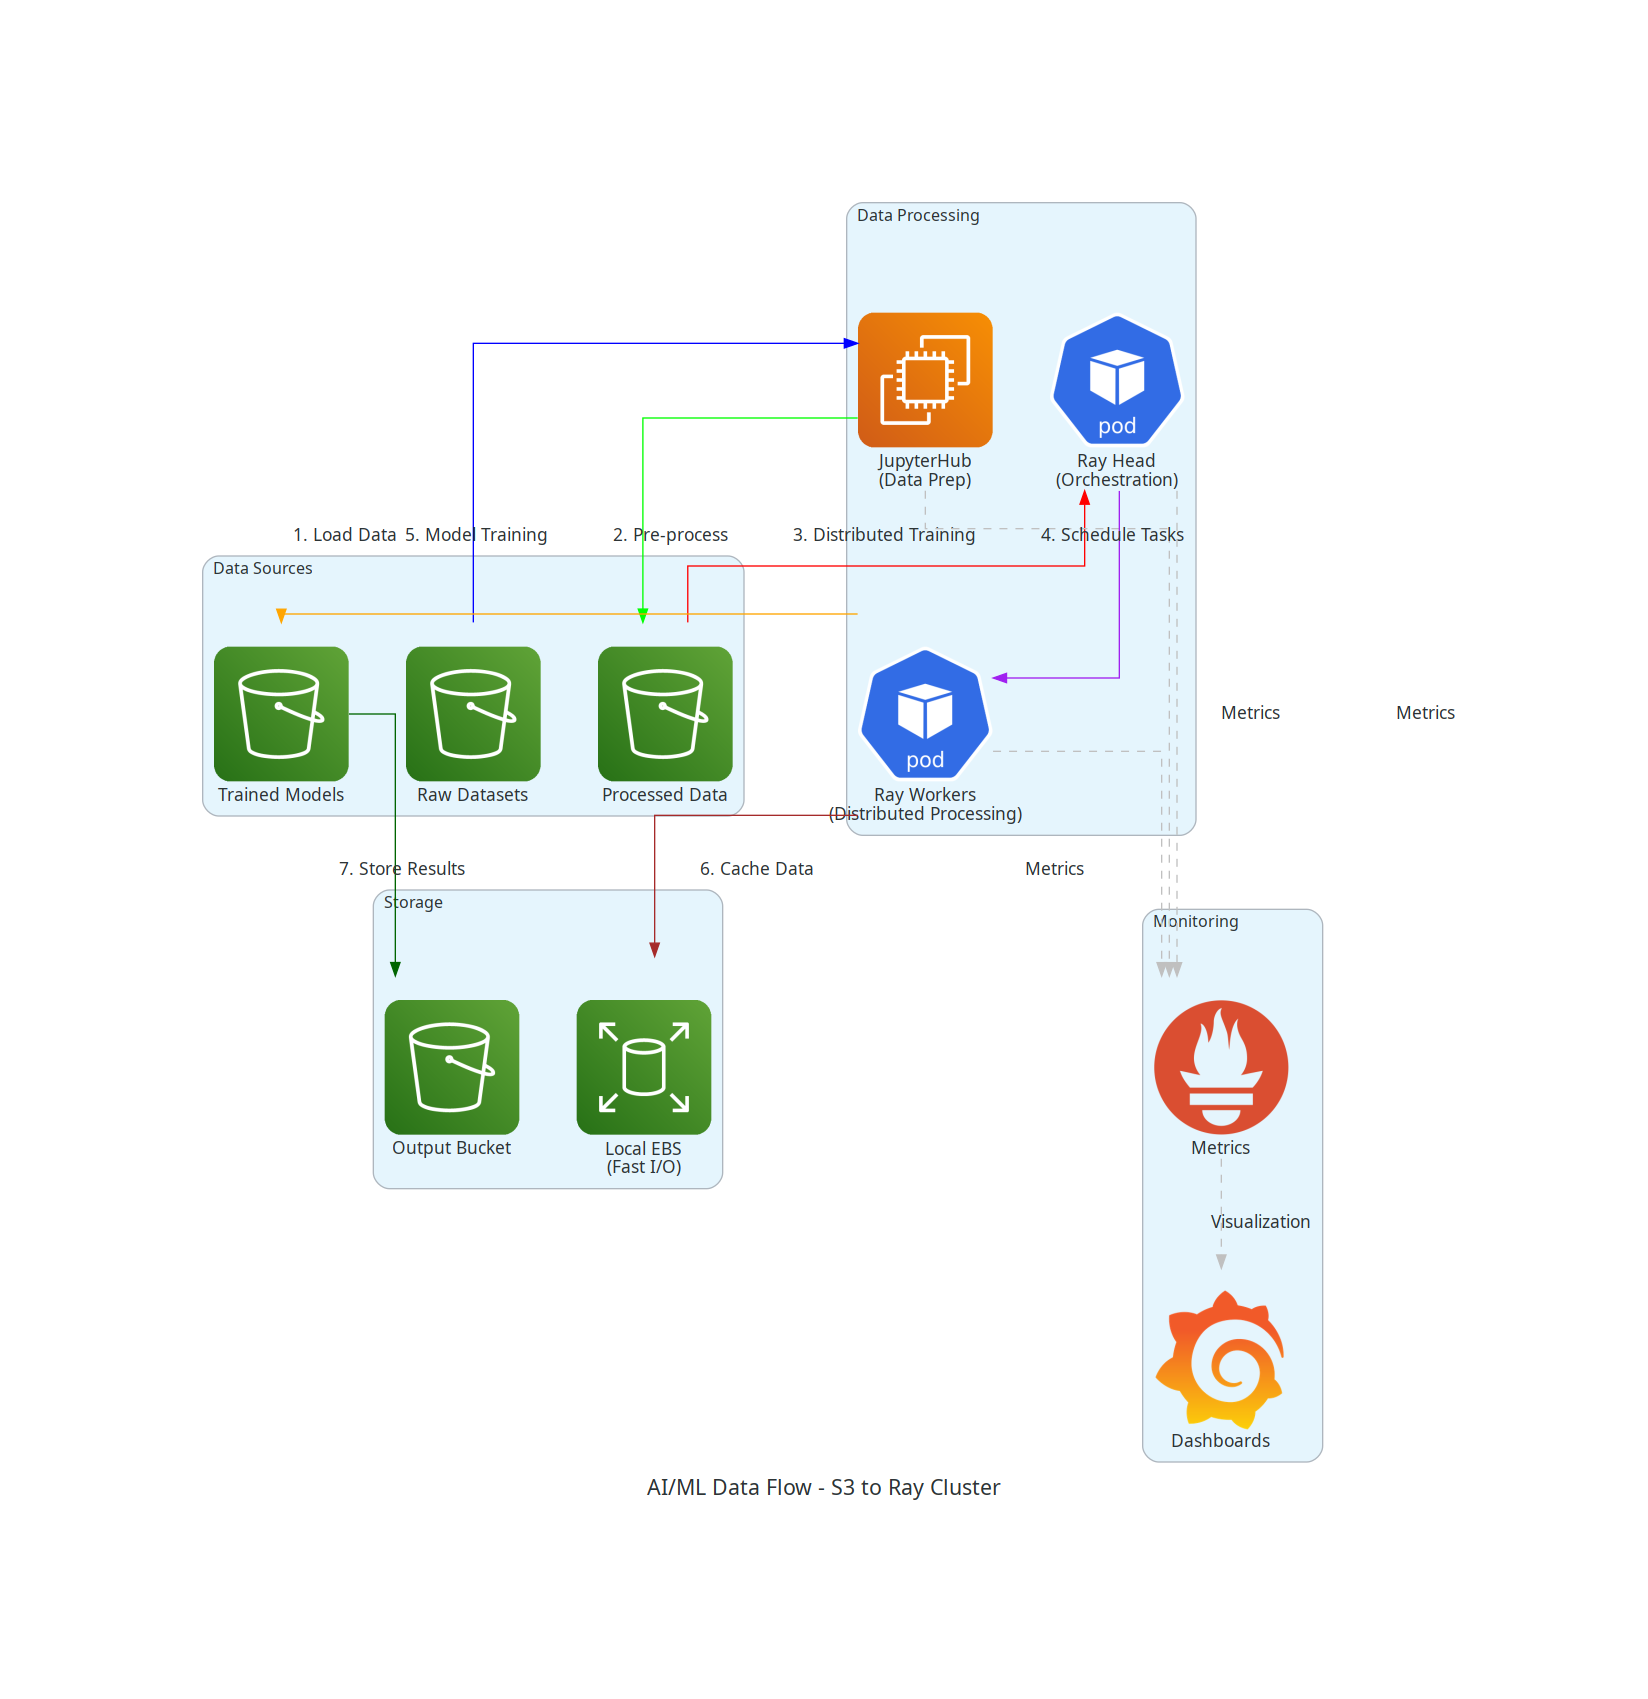 Data Processing
pod
JupyterHub
(Data Prep)
Ray Head
(Orchestration)
1. Load Data
5. Model Training
2. Pre-process
3. Distributed Training
4. Schedule Tasks
Data Sources
pod
Metrics
Metrics
Trained Models
Raw Datasets
Processed Data
Ray Workers
(Distributed Processing)
7. Store Results
6. Cache Data
Metrics
Storage
Monitoring
Output Bucket
Local EBS
(Fast I/O)
Metrics
Visualization
Dashboards
AI/ML Data Flow - S3 to Ray Cluster